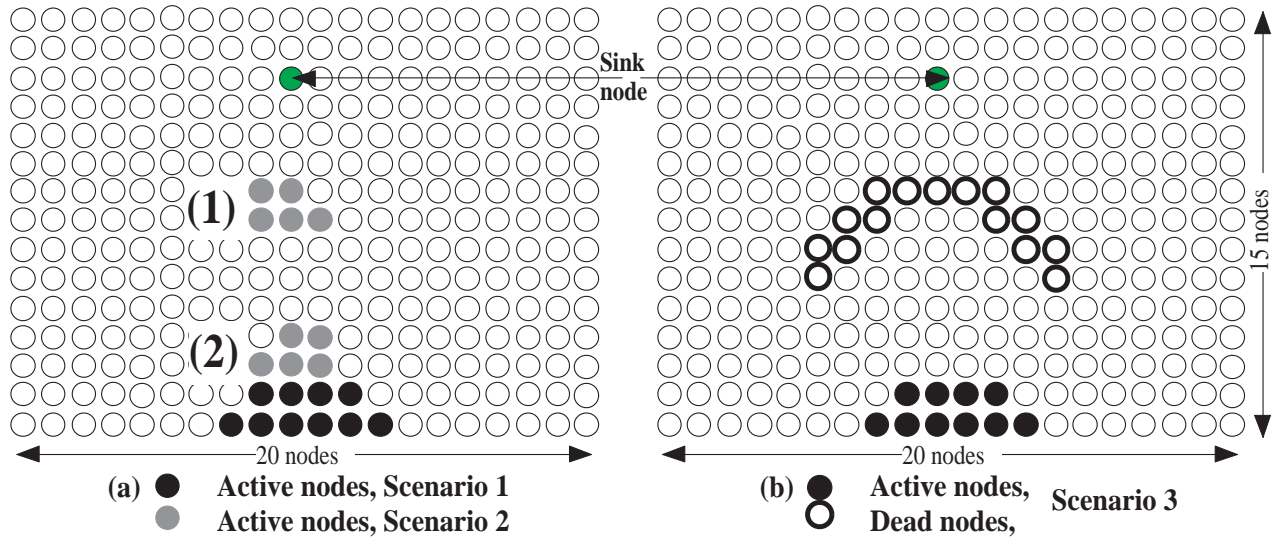 Sink
node
(1)
(2)
15 nodes
20 nodes
20 nodes
(a) Active nodes, Scenario 1
Active nodes, Scenario 2
(b) Active nodes,
Dead nodes,
Scenario 3